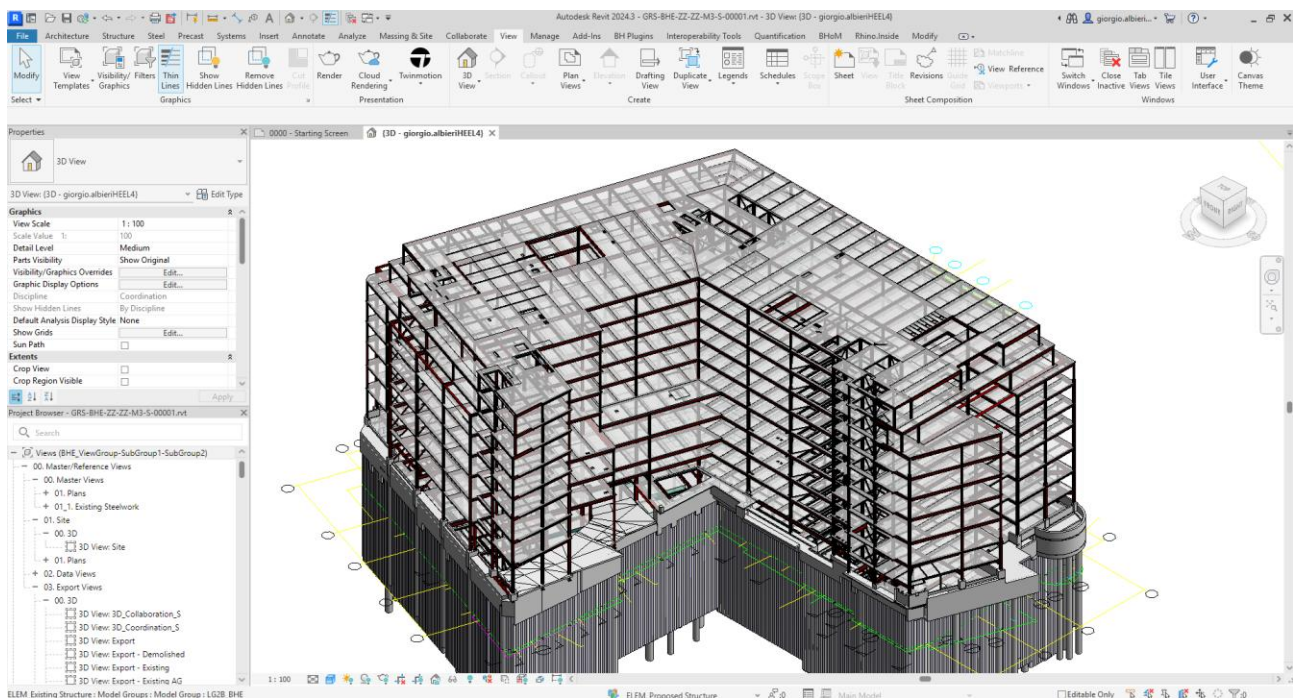 Autodesk Revit 2024.3 - GRS-BHE-ZZ-ZZ-M3-S-00001.rvt - 3D View: {3D - giorgio.albieriHEEL4}
giorgio.albieri...
File Architecture Structure Steel Precast Systems Insert Annotate Analyze Massing & Site Collaborate View Manage Add-Ins BH Plugins Interoperability Tools Quantification BHoM Rhino.Inside Modify
Modify View Templates Visibility/ Graphics Filters Thin Lines Show Hidden Lines Remove Hidden Lines Cut Profile Render Cloud Rendering Twinmotion 3D View Section Callout Plan Views Elevation Drafting View Duplicate View Legends Schedules Scope Box Sheet View Title Block Revisions Guide Grid Matchline View Reference Viewports Switch Windows Close Inactive Tab Views Tile Views User Interface Canvas Theme
Select Graphics Presentation Create Sheet Composition Windows
Properties
0000 - Starting Screen {3D - giorgio.albieriHEEL4}
3D View
3D View: {3D - giorgio.albieriHEEL4} Edit Type
Graphics
View Scale 1 : 100
Scale Value 1: 100
Detail Level Medium
Parts Visibility Show Original
Visibility/Graphics Overrides Edit...
Graphic Display Options Edit...
Discipline Coordination
Show Hidden Lines By Discipline
Default Analysis Display Style None
Show Grids Edit...
Sun Path
Extents
Crop View
Crop Region Visible
Apply
Project Browser - GRS-BHE-ZZ-ZZ-M3-S-00001.rvt
Search
Views (BHE_ViewGroup-SubGroup1-SubGroup2)
00. Master/Reference Views
00. Master Views
01. Plans
01_1. Existing Steelwork
01. Site
00. 3D
3D View: Site
01. Plans
02. Data Views
03. Export Views
00. 3D
3D View: 3D_Collaboration_S
3D View: 3D_Coordination_S
3D View: Export
3D View: Export - Demolished
3D View: Export - Existing
3D View: Export - Existing AG
TOP
FRONT
RIGHT
1 : 100
ELEM_Existing Structure : Model Groups : Model Group : LG2B_BHE
ELEM_Proposed Structure
:0
Main Model
Editable Only
:0